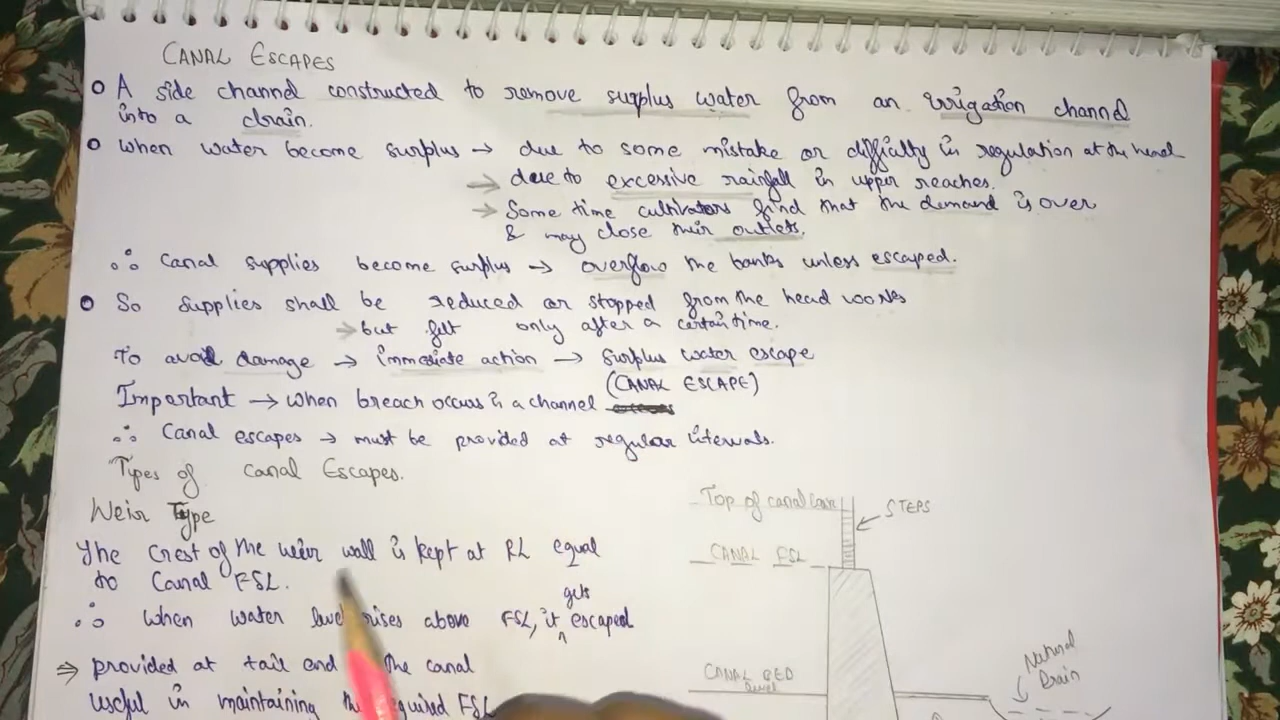 CANAL ESCAPES
o A side channel constructed to remove surplus water from an irrigation channel
into a drain.
o When water become surplus → due to some mistake or difficulty in regulation at the head
→ due to excessive rainfall in upper reaches.
→ Some time cultivators find that the demand is over
& may close their outlets.
∴ Canal supplies become surplus → overflow the banks unless escaped.
o So supplies shall be reduced or stopped from the head works
→ but felt only after a certain time.
To avoid damage → immediate action → Surplus water escape
(CANAL ESCAPE)
Important → When breach occurs in a channel
∴ Canal escapes → must be provided at regular intervals.
Types of Canal Escapes.
Weir Type
The crest of the weir wall is kept at RL equal
to Canal FSL.
∴ When water level rises above FSL, it gets escaped
⇒ provided at tail end the canal
useful in maintaining the required FSL
Top of canal bank
STEPS
CANAL FSL
CANAL BED
level
Natural
Drain